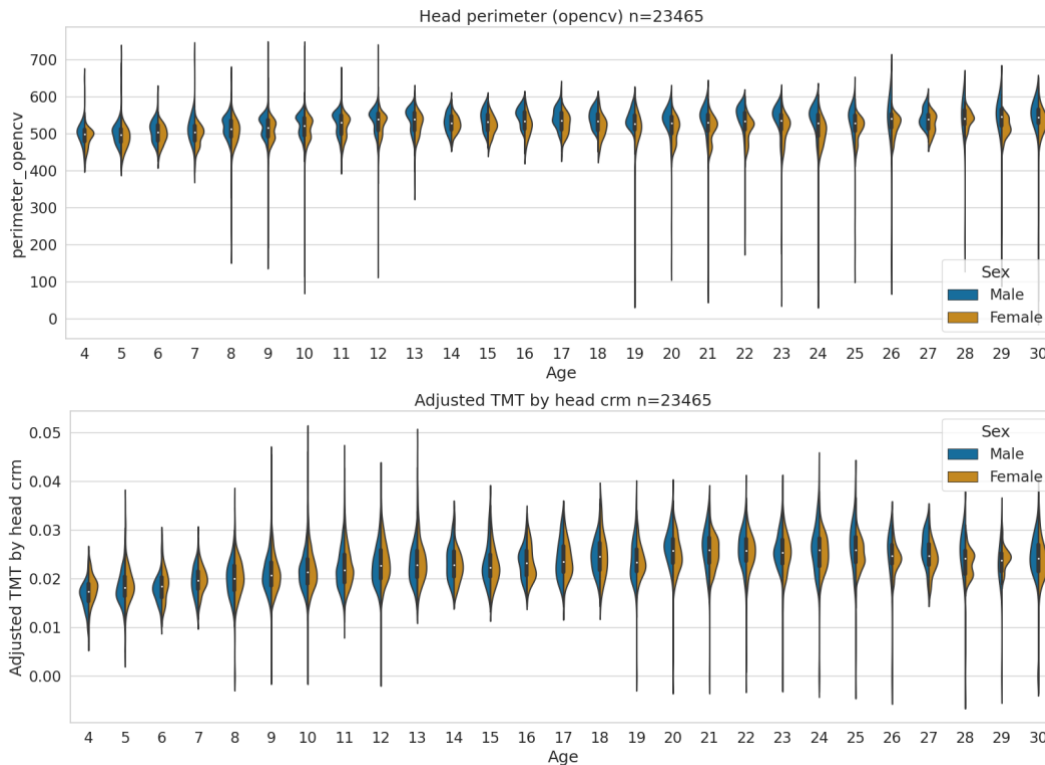 Head perimeter (opencv) n=23465
perimeter_opencv
700
600
500
400
300
200
100
0
Sex
Male
Female
4 5 6 7 8 9 10 11 12 13 14 15 16 17 18 19 20 21 22 23 24 25 26 27 28 29 30
Age
Adjusted TMT by head crm n=23465
Adjusted TMT by head crm
0.05
0.04
0.03
0.02
0.01
0.00
Sex
Male
Female
4 5 6 7 8 9 10 11 12 13 14 15 16 17 18 19 20 21 22 23 24 25 26 27 28 29 30
Age